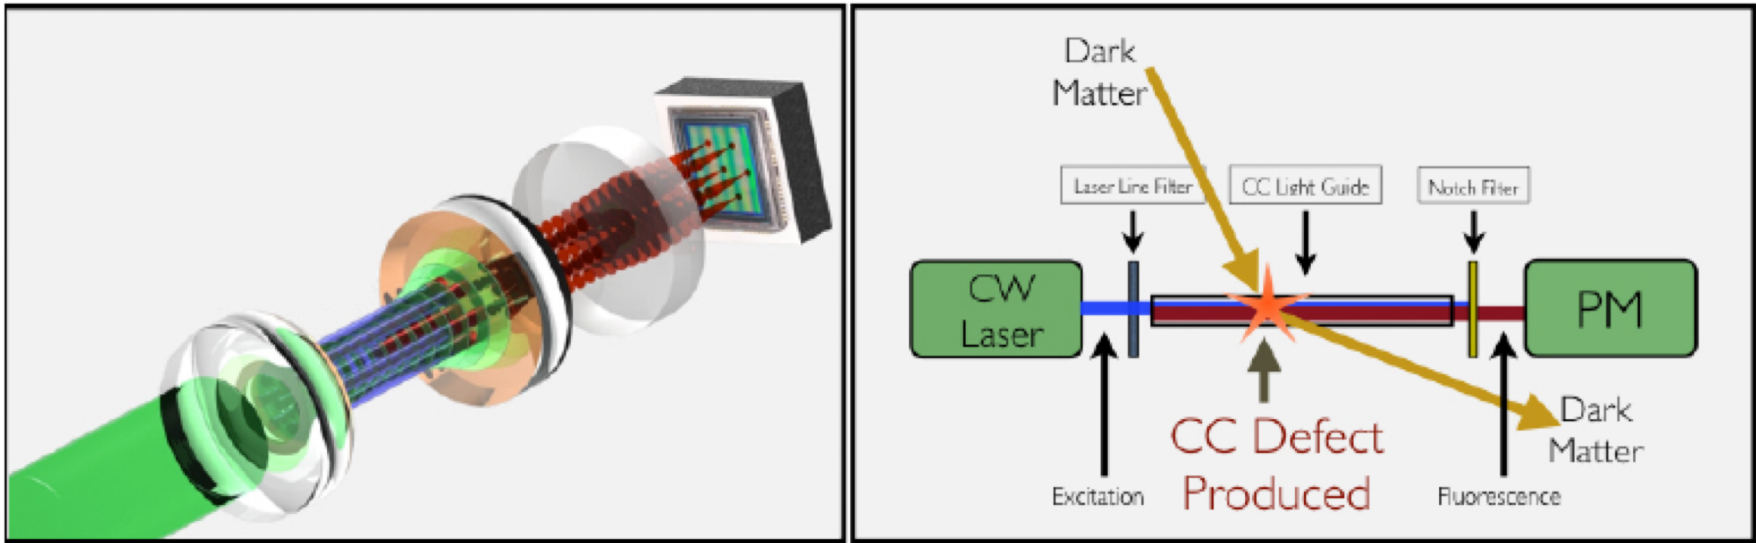 Dark
Matter
Laser Line Filter
CC Light Guide
Notch Filter
CW
Laser
PM
CC Defect
Produced
Excitation
Fluorescence
Dark
Matter